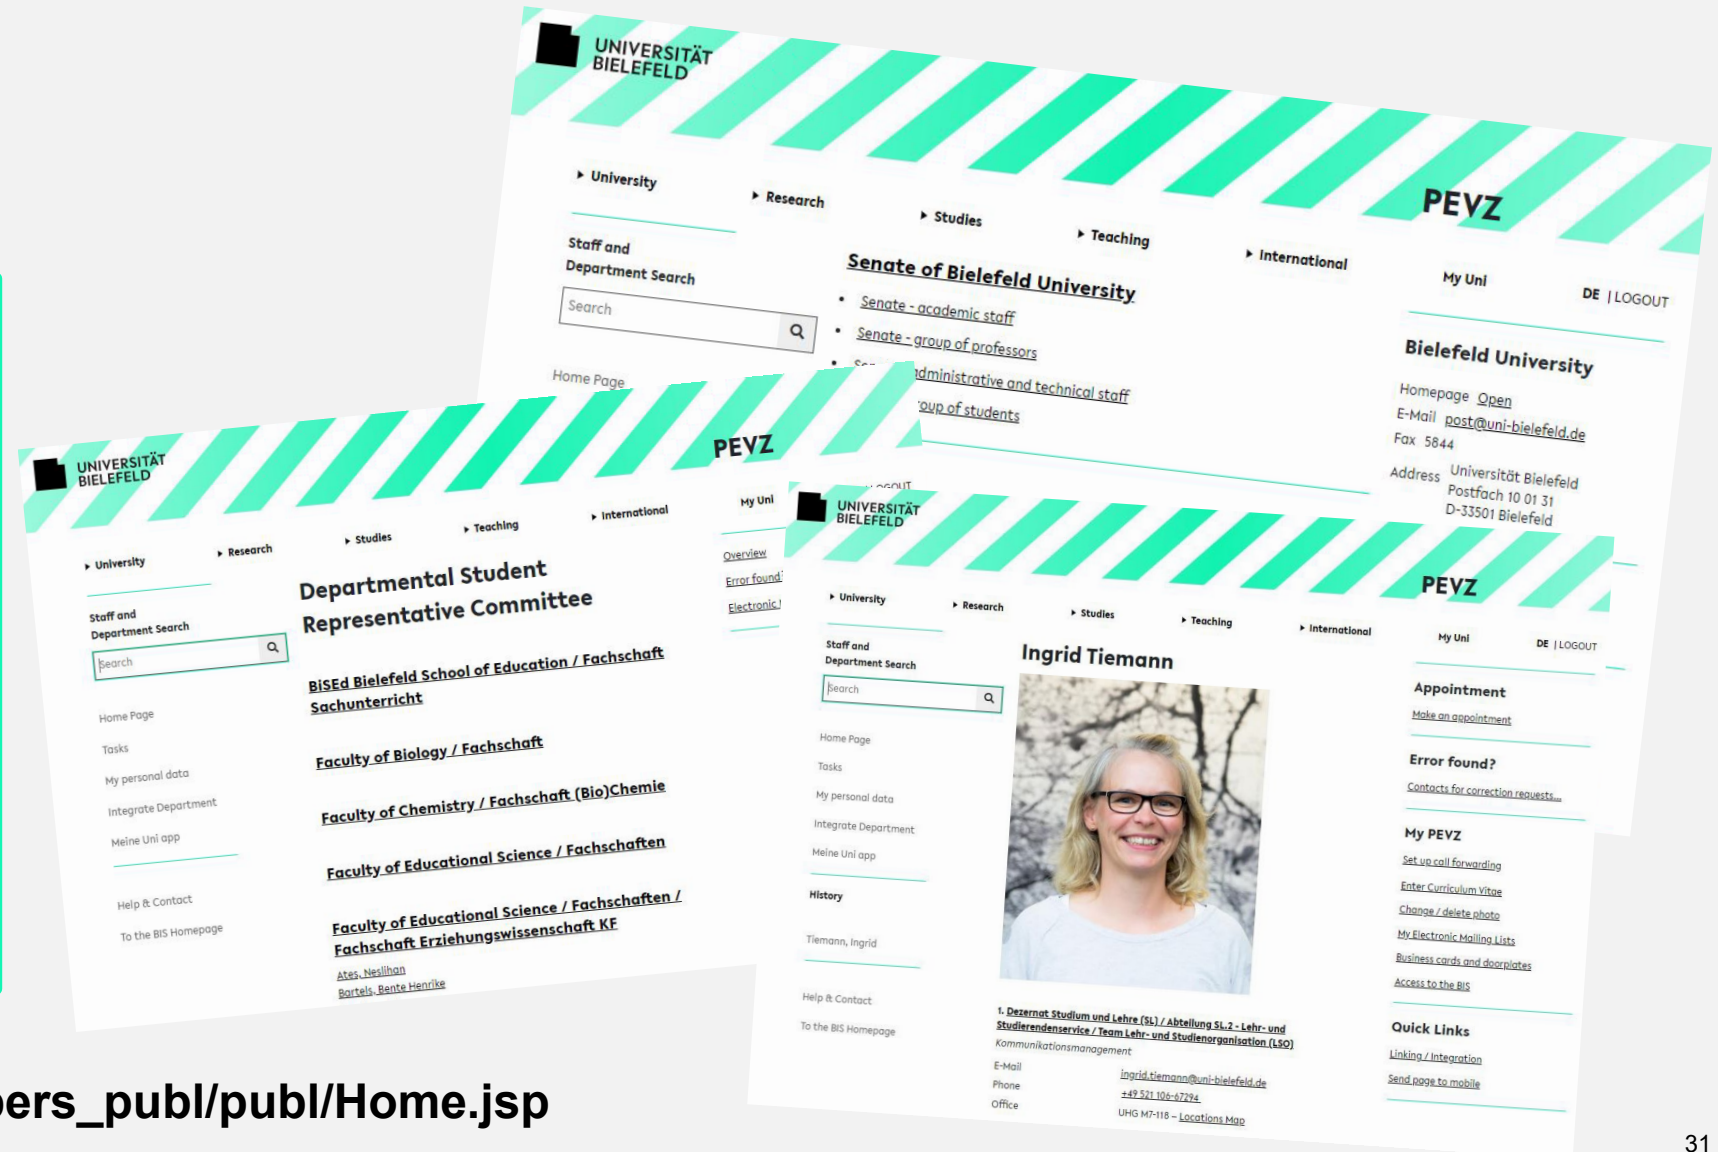 UNIVERSITÄT
BIELEFELD
PEVZ
University
Research
Studies
Teaching
International
My Uni
DE | LOGOUT
Staff and
Department Search
Search
Home Page
Senate of Bielefeld University
Senate - academic staff
Senate - group of professors
administrative and technical staff
group of students
Bielefeld University
Homepage Open
E-Mail post@uni-bielefeld.de
Fax 5844
Address Universität Bielefeld
Postfach 10 01 31
D-33501 Bielefeld
UNIVERSITÄT
BIELEFELD
PEVZ
University
Research
Studies
Teaching
International
My Uni
LOGOUT
Staff and
Department Search
Search
Home Page
Tasks
My personal data
Integrate Department
Meine Uni app
Help & Contact
To the BIS Homepage
Departmental Student
Representative Committee
BiSEd Bielefeld School of Education / Fachschaft
Sachunterricht
Faculty of Biology / Fachschaft
Faculty of Chemistry / Fachschaft (Bio)Chemie
Faculty of Educational Science / Fachschaften
Faculty of Educational Science / Fachschaften /
Fachschaft Erziehungswissenschaft KF
Ates, Neslihan
Bartels, Bente Henrike
Overview
Error found?
Electronic
UNIVERSITÄT
BIELEFELD
PEVZ
University
Research
Studies
Teaching
International
My Uni
DE | LOGOUT
Staff and
Department Search
Search
Home Page
Tasks
My personal data
Integrate Department
Meine Uni app
History
Tiemann, Ingrid
Help & Contact
To the BIS Homepage
Ingrid Tiemann
1. Dezernat Studium und Lehre (SL) / Abteilung SL.2 - Lehr- und
Studierendenservice / Team Lehr- und Studienorganisation (LSO)
Kommunikationsmanagement
E-Mail ingrid.tiemann@uni-bielefeld.de
Phone +49 521 106-67294
Office UHG M7-118 – Locations Map
Appointment
Make an appointment
Error found?
Contacts for correction requests...
My PEVZ
Set up call forwarding
Enter Curriculum Vitae
Change / delete photo
My Electronic Mailing Lists
Business cards and doorplates
Access to the BIS
Quick Links
Linking / Integration
Send page to mobile
pers_publ/publ/Home.jsp
31